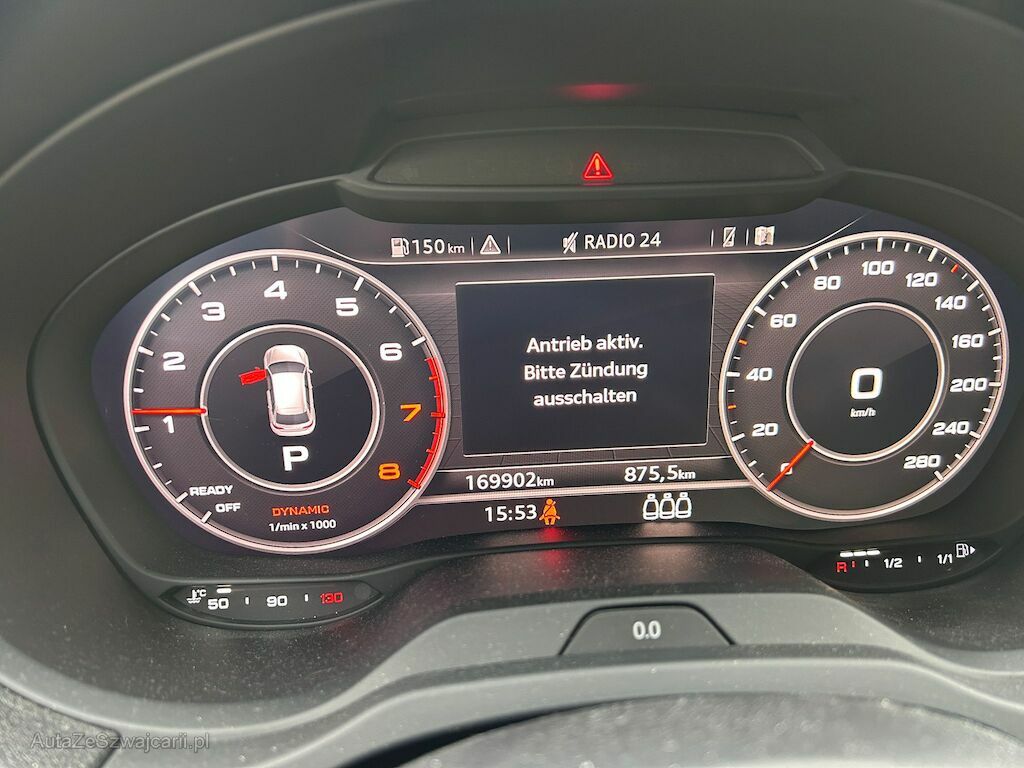 150 km
RADIO 24
Antrieb aktiv.
Bitte Zündung
ausschalten
1
2
3
4
5
6
7
8
P
READY
OFF
DYNAMIC
1/min x 1000
0
20
40
60
80
100
120
140
160
200
240
280
0
km/h
169902 km
875,5 km
15:53
°C
50
90
130
R
1/2
1/1
0.0
AutaZeSzwajcarii.pl